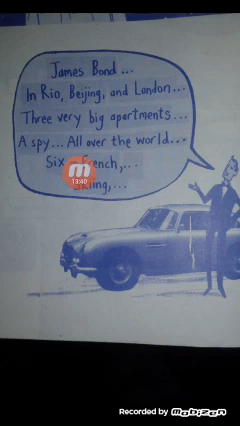 James Bond...
In Rio, Beijing, and London...
Three very big apartments...
A spy... All over the world...
Six French,...
13:40
Recorded by mobizen